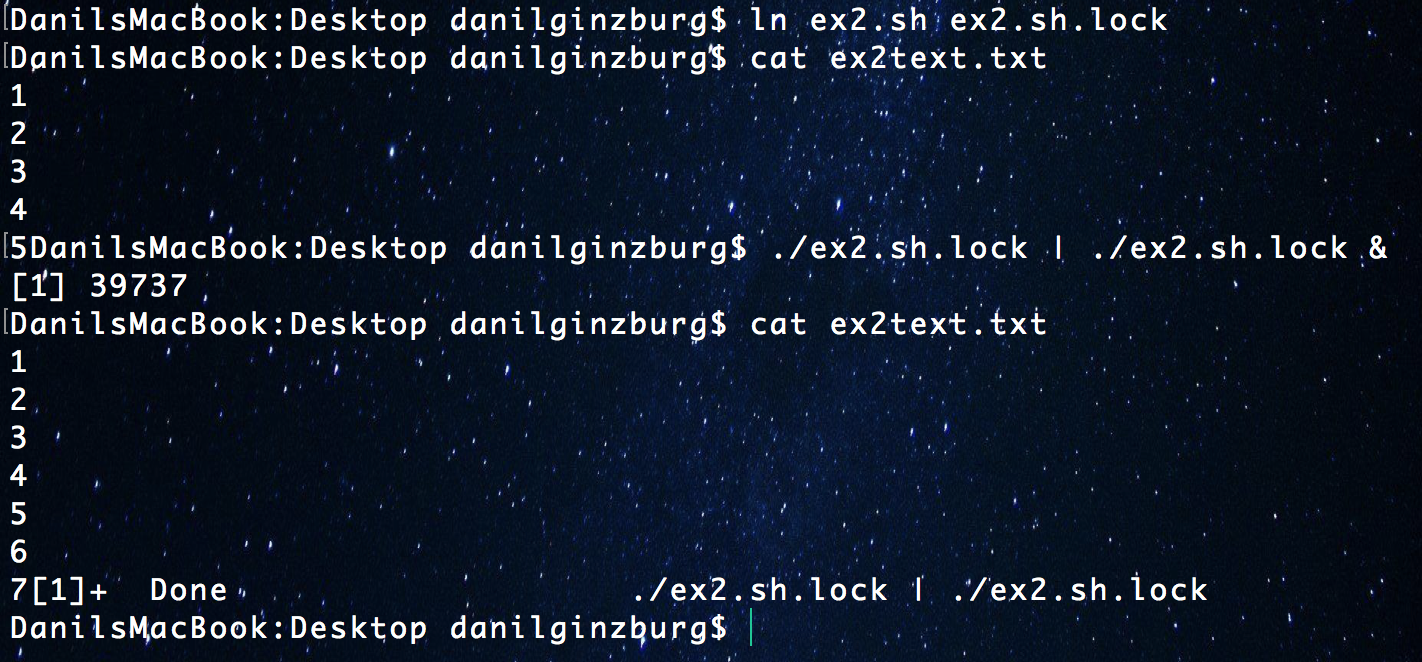 DanilsMacBook:Desktop danilginzburg$ ln ex2.sh ex2.sh.lock
DanilsMacBook:Desktop danilginzburg$ cat ex2text.txt
1
2
3
4
5DanilsMacBook:Desktop danilginzburg$ ./ex2.sh.lock | ./ex2.sh.lock &
[1] 39737
DanilsMacBook:Desktop danilginzburg$ cat ex2text.txt
1
2
3
4
5
6
7[1]+  Done                    ./ex2.sh.lock | ./ex2.sh.lock
DanilsMacBook:Desktop danilginzburg$